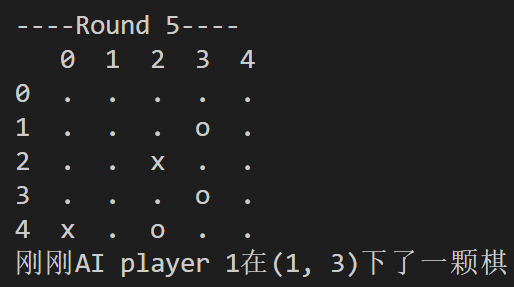 ----Round 5----
   0  1  2  3  4
0  .  .  .  .  .
1  .  .  .  o  .
2  .  .  x  .  .
3  .  .  .  o  .
4  x  .  o  .  .
刚刚AI player 1在(1, 3)下了一颗棋